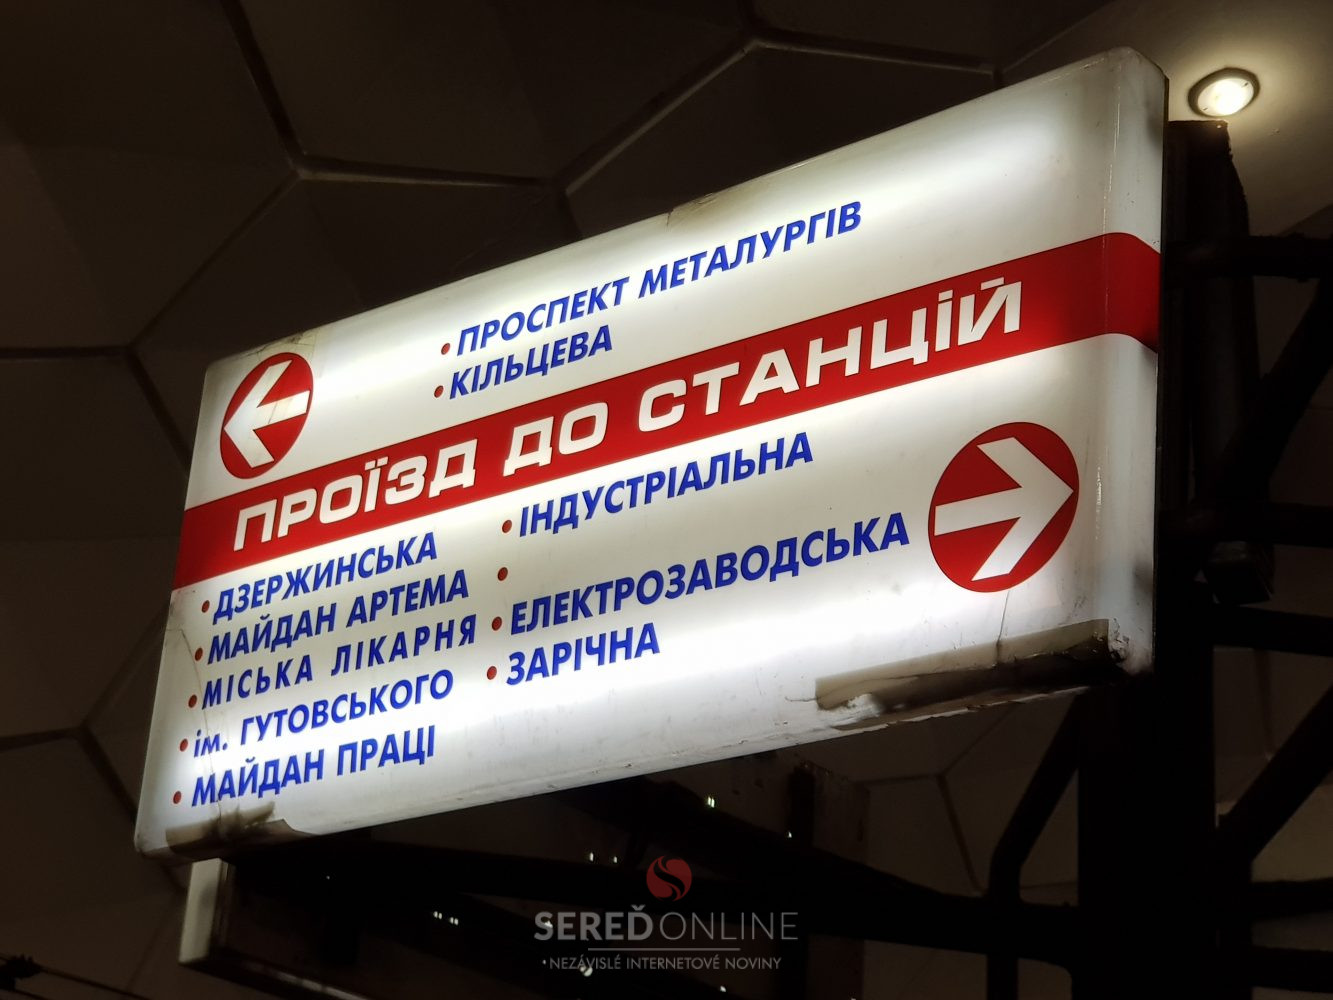 • ПРОСПЕКТ МЕТАЛУРГІВ
• КІЛЬЦЕВА
ПРОЇЗД ДО СТАНЦІЙ
• ДЗЕРЖИНСЬКА
• МАЙДАН АРТЕМА
• МІСЬКА ЛІКАРНЯ
• ім. ГУТОВСЬКОГО
• МАЙДАН ПРАЦІ
• ІНДУСТРІАЛЬНА
•
• ЕЛЕКТРОЗАВОДСЬКА
• ЗАРІЧНА
SEREĎONLINE
• NEZÁVISLÉ INTERNETOVÉ NOVINY